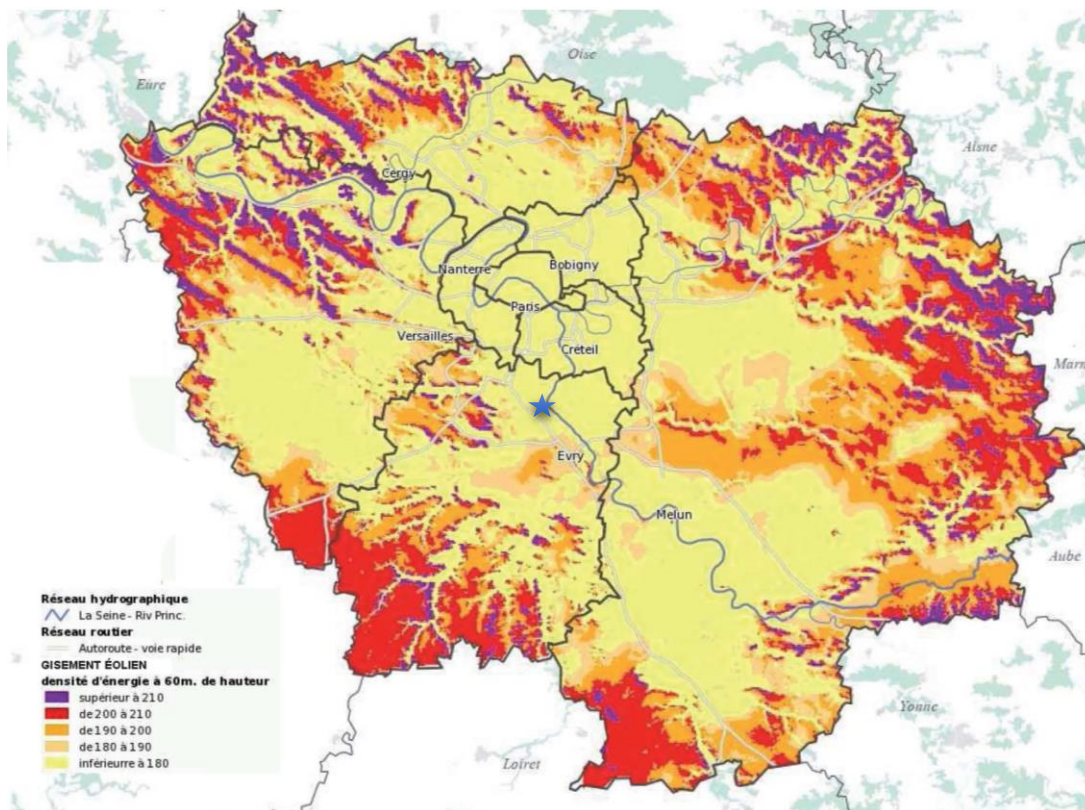 Oise
Eure
Aisne
Cergy
Nanterre
Bobigny
Paris
Versailles
Créteil
Marn
Evry
Melun
Aube
Réseau hydrographique
La Seine - Riv Princ.
Réseau routier
Autoroute - voie rapide
GISEMENT ÉOLIEN
densité d'énergie à 60m. de hauteur
supérieur à 210
de 200 à 210
de 190 à 200
de 180 à 190
inférieurre à 180
Yonne
Loiret